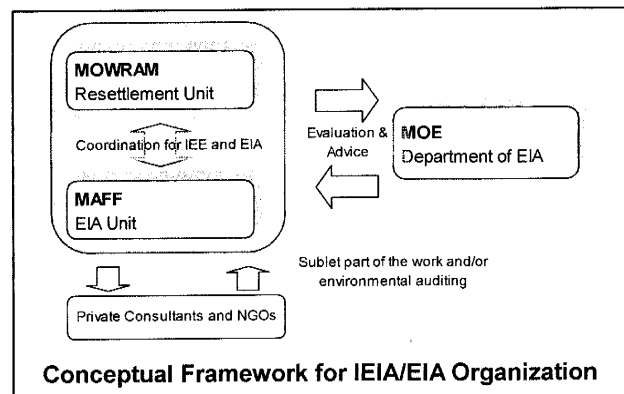 MOWRAM
Resettlement Unit
Coordination for IEE and EIA
MAFF
EIA Unit
Evaluation &
Advice
MOE
Department of EIA
Sublet part of the work and/or
environmental auditing
Private Consultants and NGOs
Conceptual Framework for IEIA/EIA Organization